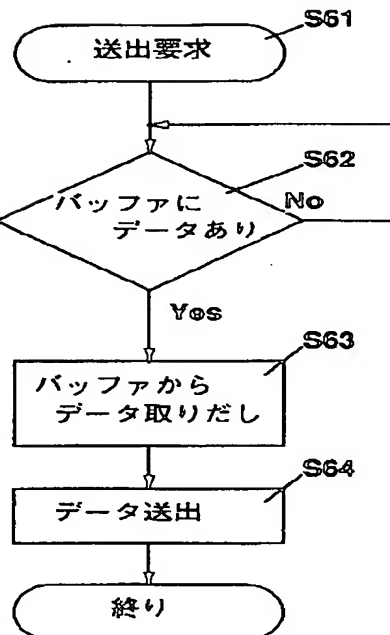 S61
送出要求
S62
バッファに
データあり
No
Yes
S63
バッファから
データ取りだし
S64
データ送出
終り